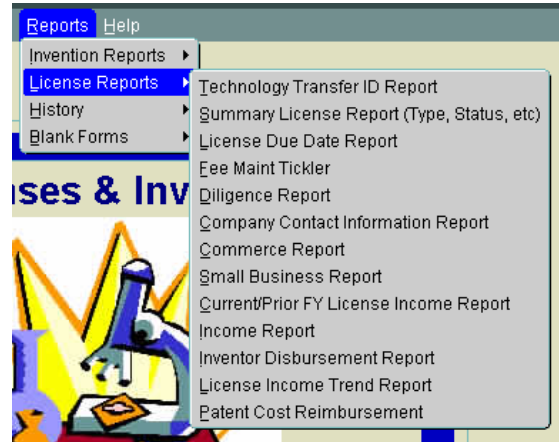 Reports Help
Invention Reports
License Reports
History
Blank Forms
Technology Transfer ID Report
Summary License Report (Type, Status, etc)
License Due Date Report
Fee Maint Tickler
Diligence Report
Company Contact Information Report
Commerce Report
Small Business Report
Current/Prior FY License Income Report
Income Report
Inventor Disbursement Report
License Income Trend Report
Patent Cost Reimbursement
ses & Inv